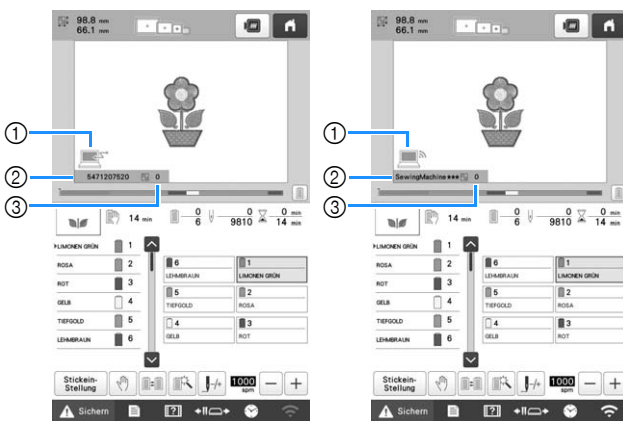 98.8 mm
66.1 mm
①
②
5471207520 0
③
14 min
0
6
0
9810
0 min
14 min
LIMONEN GRÜN 1
ROSA 2
ROT 3
GELB 4
TIEFGOLD 5
LEHMBRAUN 6
6
LEHMBRAUN
1
LIMONEN GRÜN
5
TIEFGOLD
2
ROSA
4
GELB
3
ROT
Stickein-
Stellung
1000
spm
Sichern
98.8 mm
66.1 mm
①
②
SewingMachine★★★ 0
③
14 min
0
6
0
9810
0 min
14 min
LIMONEN GRÜN 1
ROSA 2
ROT 3
GELB 4
TIEFGOLD 5
LEHMBRAUN 6
6
LEHMBRAUN
1
LIMONEN GRÜN
5
TIEFGOLD
2
ROSA
4
GELB
3
ROT
Stickein-
Stellung
1000
spm
Sichern